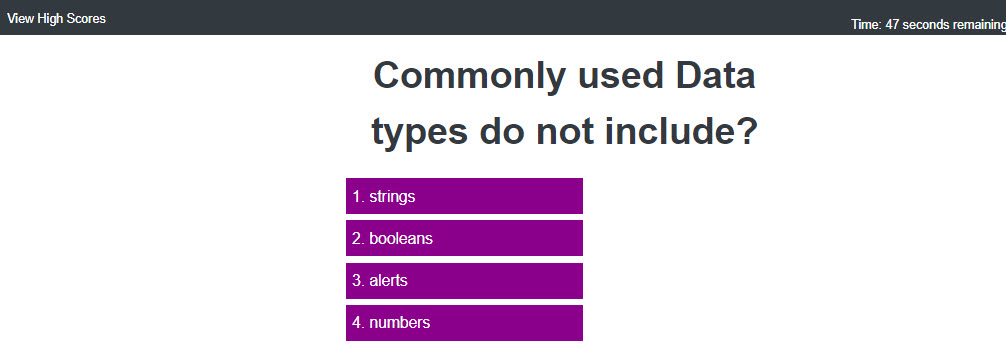 View High Scores
Time: 47 seconds remaining
Commonly used Data
types do not include?
1. strings
2. booleans
3. alerts
4. numbers